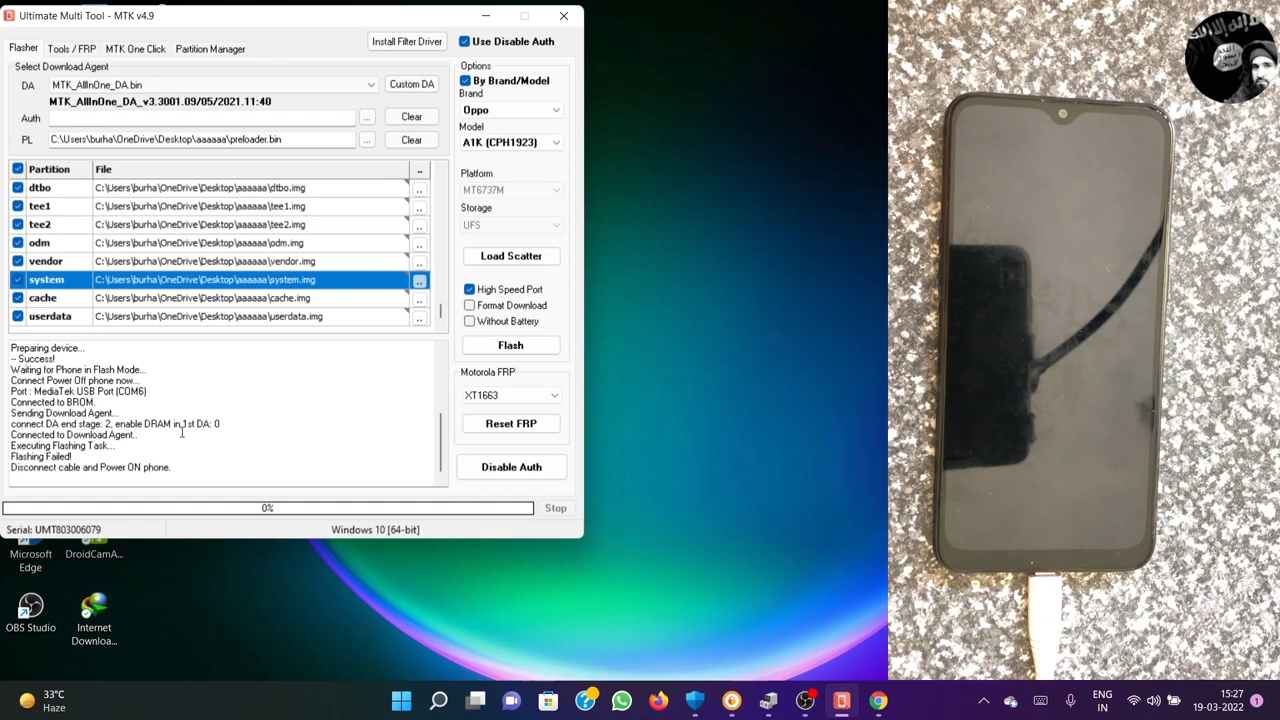 Ultimate Multi Tool - MTK v4.9
Flasher
Tools / FRP
MTK One Click
Partition Manager
Install Filter Driver
Use Disable Auth
Select Download Agent
DA
MTK_AllInOne_DA.bin
Custom DA
MTK_AllInOne_DA_v3.3001.09/05/2021.11:40
Auth
...
Clear
PL
C:\Users\burha\OneDrive\Desktop\aaaaaa\preloader.bin
...
Clear
Partition
File
..
dtbo
C:\Users\burha\OneDrive\Desktop\aaaaaa\dtbo.img
..
tee1
C:\Users\burha\OneDrive\Desktop\aaaaaa\tee1.img
..
tee2
C:\Users\burha\OneDrive\Desktop\aaaaaa\tee2.img
..
odm
C:\Users\burha\OneDrive\Desktop\aaaaaa\odm.img
..
vendor
C:\Users\burha\OneDrive\Desktop\aaaaaa\vendor.img
..
system
C:\Users\burha\OneDrive\Desktop\aaaaaa\system.img
..
cache
C:\Users\burha\OneDrive\Desktop\aaaaaa\cache.img
..
userdata
C:\Users\burha\OneDrive\Desktop\aaaaaa\userdata.img
..
Preparing device...
-- Success!
Waiting for Phone in Flash Mode...
Connect Power Off phone now...
Port : MediaTek USB Port (COM6)
Connected to BROM.
Sending Download Agent...
connect DA end stage: 2, enable DRAM in 1st DA: 0
Connected to Download Agent..
Executing Flashing Task...
Flashing Failed!
Disconnect cable and Power ON phone.
Options
By Brand/Model
Brand
Oppo
Model
A1K (CPH1923)
Platform
MT6737M
Storage
UFS
Load Scatter
High Speed Port
Format Download
Without Battery
Flash
Motorola FRP
XT1663
Reset FRP
Disable Auth
0%
Stop
Serial: UMT803006079
Windows 10 [64-bit]
Microsoft
Edge
DroidCamA...
OBS Studio
Internet
Downloa...
33°C
Haze
ENG
IN
15:27
19-03-2022
1